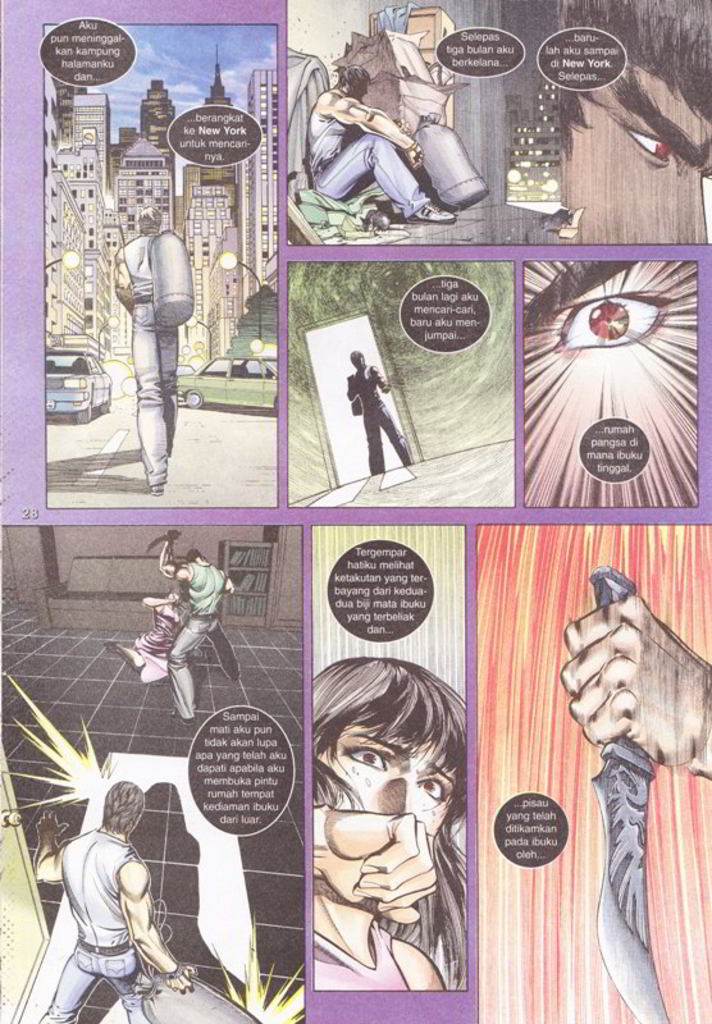 Aku
pun meninggal-
kan kampung
halamanku
dan...
...berangkat
ke New York
untuk mencari-
nya.
Selepas
tiga bulan aku
berkelana...
...baru-
lah aku sampai
di New York.
Selepas...
...tiga
bulan lagi aku
mencari-cari,
baru aku men-
jumpai...
...rumah
pangsa di
mana ibuku
tinggal.
28
Sampai
mati aku pun
tidak akan lupa
apa yang telah aku
dapati apabila aku
membuka pintu
rumah tempat
kediaman ibuku
dari luar.
Tergempar
hatiku melihat
ketakutan yang ter-
bayang dari kedua-
dua biji mata ibuku
yang terbeliak
dan...
...pisau
yang telah
ditikamkan
pada ibuku
oleh...